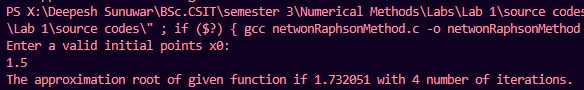 PS X:\Deepesh Sunuwar\BSc.CSIT\semester 3\Numerical Methods\Labs\Lab 1\source codes
\Lab 1\source codes\" ; if ($?) { gcc netwonRaphsonMethod.c -o netwonRaphsonMethod
Enter a valid initial points x0:
1.5
The approximation root of given function if 1.732051 with 4 number of iterations.